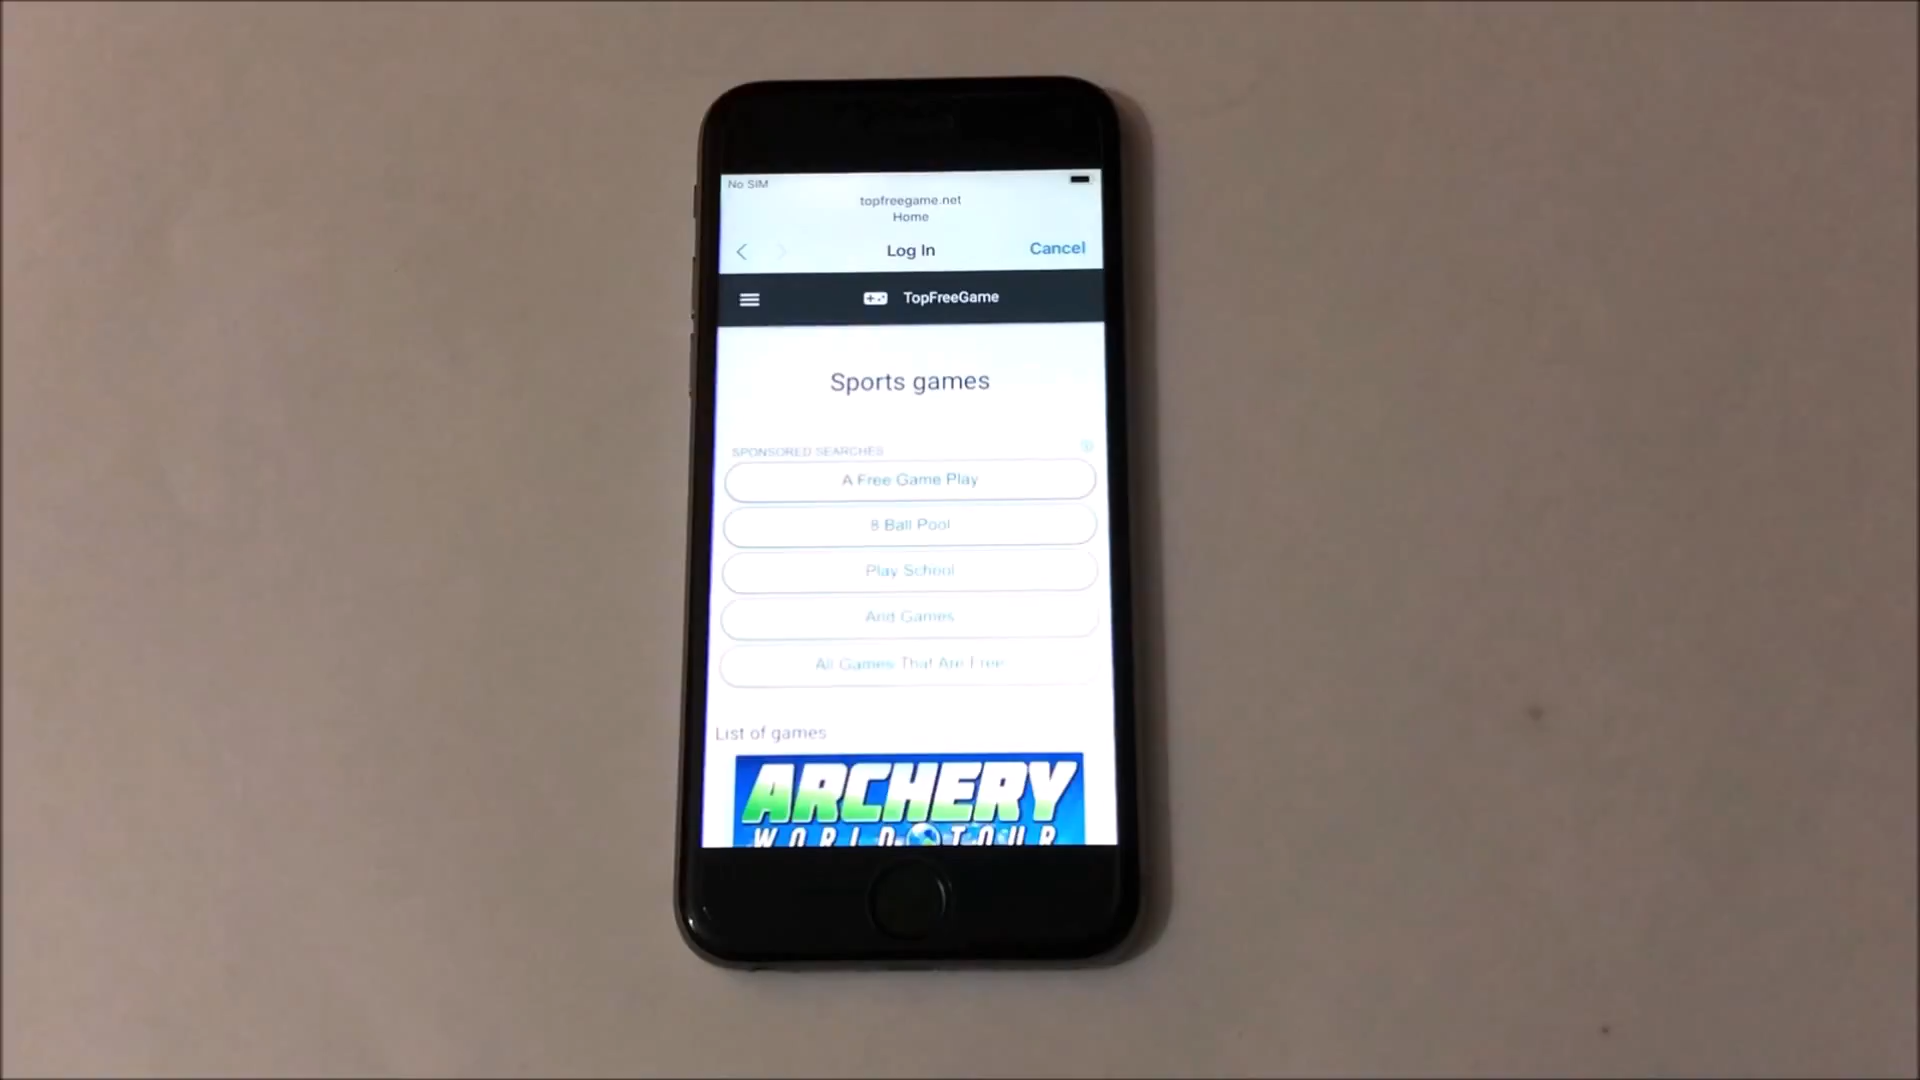 No SIM
topfreegame.net
Home
Log In
Cancel
TopFreeGame
Sports games
SPONSORED SEARCHES
A Free Game Play
8 Ball Pool
Play School
And Games
All Games That Are Free
List of games
ARCHERY
WORLD TOUR